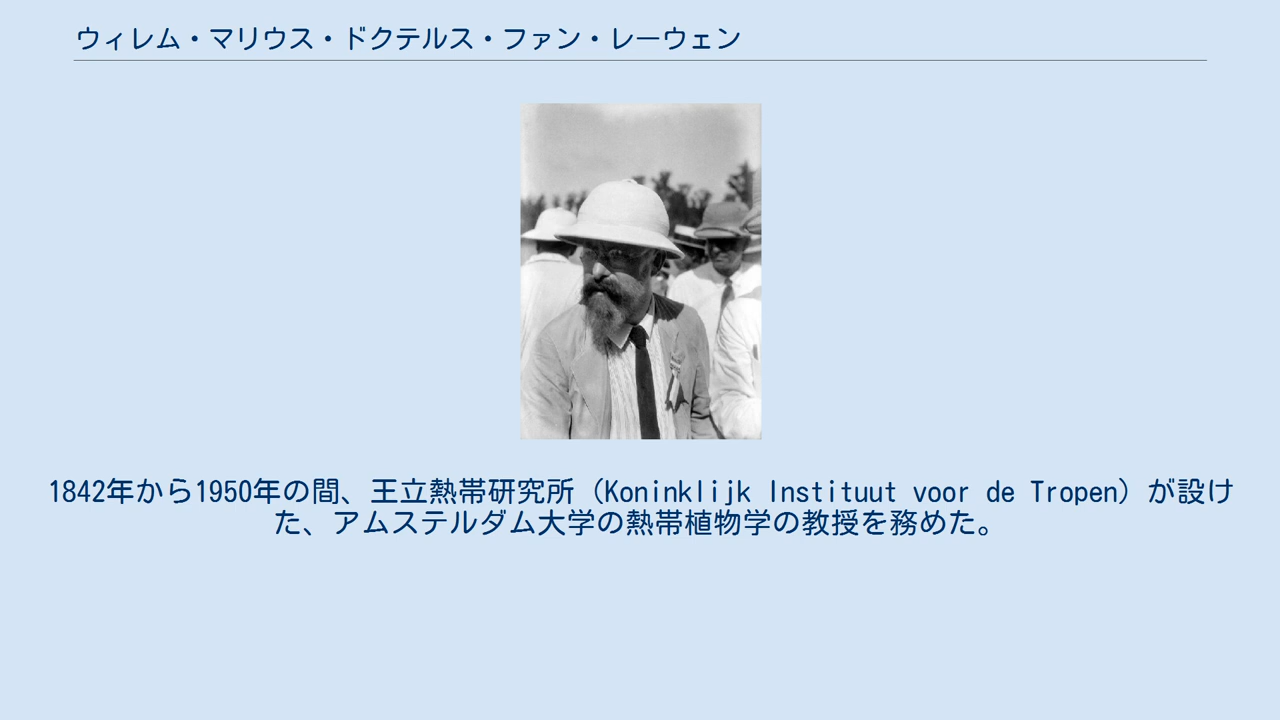 ウィレム・マリウス・ドクテルス・ファン・レーウェン
1842年から1950年の間、王立熱帯研究所（Koninklijk Instituut voor de Tropen）が設け
た、アムステルダム大学の熱帯植物学の教授を務めた。